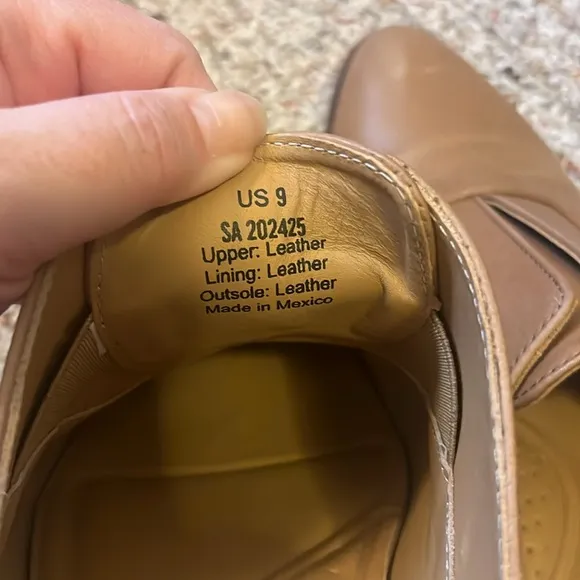 US 9
SA 202425
Upper: Leather
Lining: Leather
Outsole: Leather
Made in Mexico